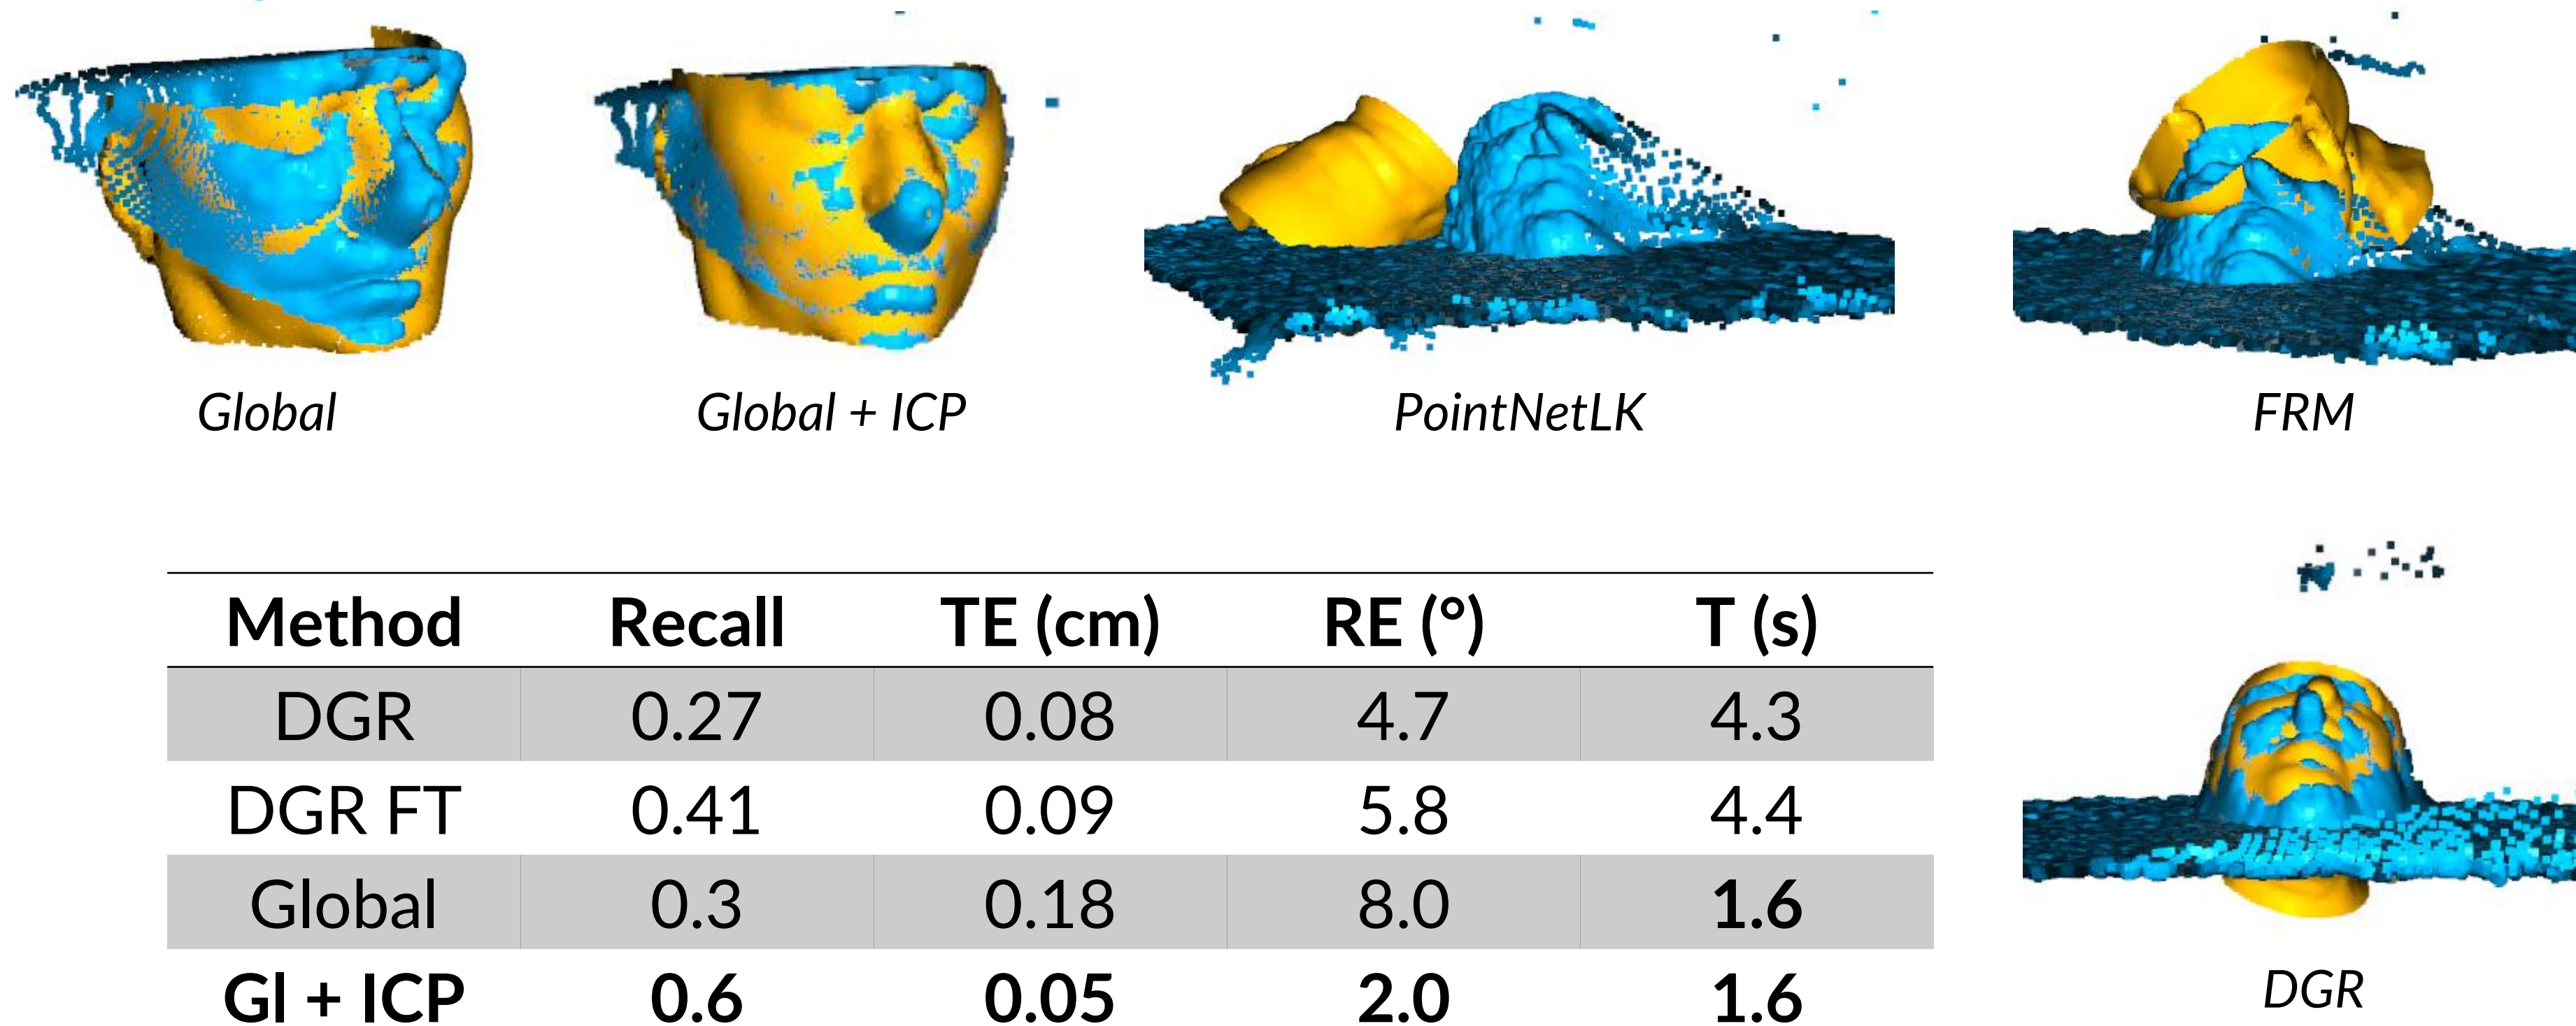 Global
Global + ICP
PointNetLK
FRM
Method Recall TE (cm) RE (°) T (s)
DGR 0.27 0.08 4.7 4.3
DGR FT 0.41 0.09 5.8 4.4
Global 0.3 0.18 8.0 1.6
Gl + ICP 0.6 0.05 2.0 1.6
DGR